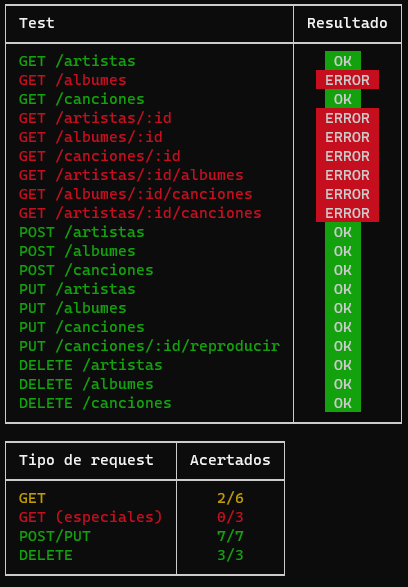 Test Resultado
GET /artistas OK
GET /albumes ERROR
GET /canciones OK
GET /artistas/:id ERROR
GET /albumes/:id ERROR
GET /canciones/:id ERROR
GET /artistas/:id/albumes ERROR
GET /albumes/:id/canciones ERROR
GET /artistas/:id/canciones ERROR
POST /artistas OK
POST /albumes OK
POST /canciones OK
PUT /artistas OK
PUT /albumes OK
PUT /canciones OK
PUT /canciones/:id/reproducir OK
DELETE /artistas OK
DELETE /albumes OK
DELETE /canciones OK
Tipo de request Acertados
GET 2/6
GET (especiales) 0/3
POST/PUT 7/7
DELETE 3/3